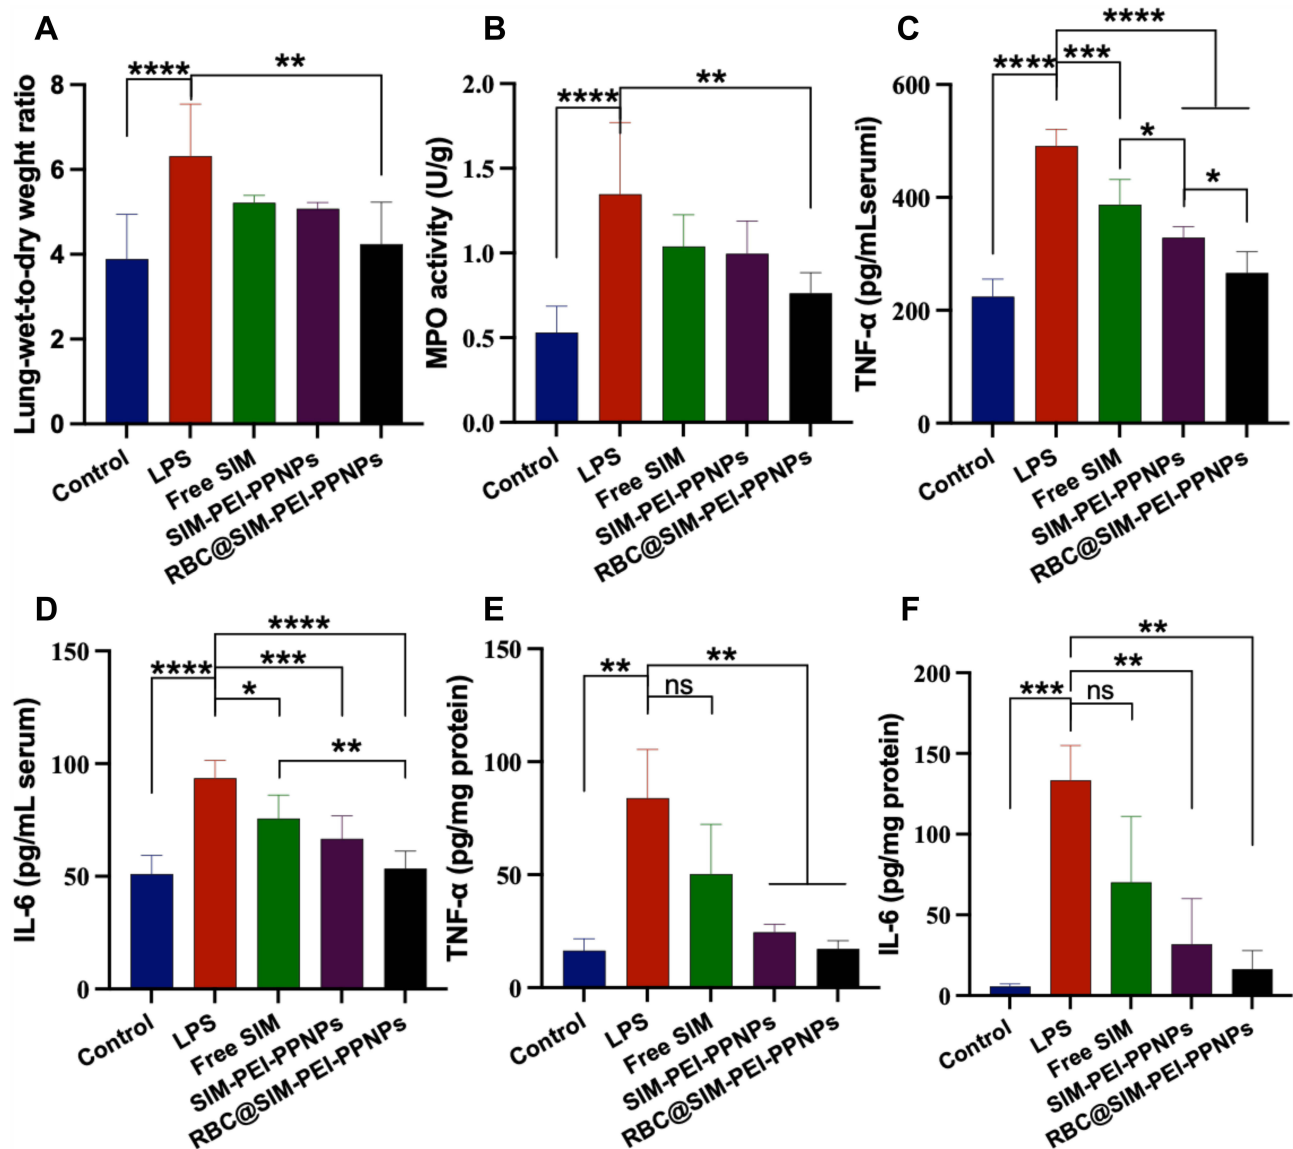 A
Lung-wet-to-dry weght ratio
8
6
4
2
0
****
**
Control
LPS
Free SIM
SIM-PEI-PPNPs
RBC@SIM-PEI-PPNPs
B
MPO activity (U/g)
2.0
1.5
1.0
0.5
0.0
****
**
Control
LPS
Free SIM
SIM-PEI-PPNPs
RBC@SIM-PEI-PPNPs
C
TNF-α (pg/mLserumi)
600
400
200
0
****
****
***
*
*
Control
LPS
Free SIM
SIM-PEI-PPNPs
RBC@SIM-PEI-PPNPs
D
IL-6 (pg/mL serum)
150
100
50
0
****
****
***
*
**
Control
LPS
Free SIM
SIM-PEI-PPNPs
RBC@SIM-PEI-PPNPs
E
TNF-α (pg/mg protein)
150
100
50
0
**
**
ns
Control
LPS
Free SIM
SIM-PEI-PPNPs
RBC@SIM-PEI-PPNPs
F
IL-6 (pg/mg protein)
200
150
100
50
0
**
**
***
ns
Control
LPS
Free SIM
SIM-PEI-PPNPs
RBC@SIM-PEI-PPNPs